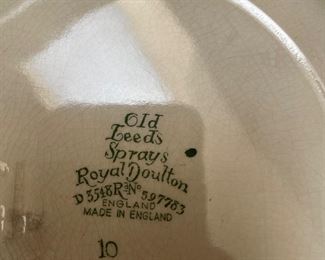 Old
Leeds
Sprays
Royal Doulton
D 3548 Rd No 597783
ENGLAND
MADE IN ENGLAND
10